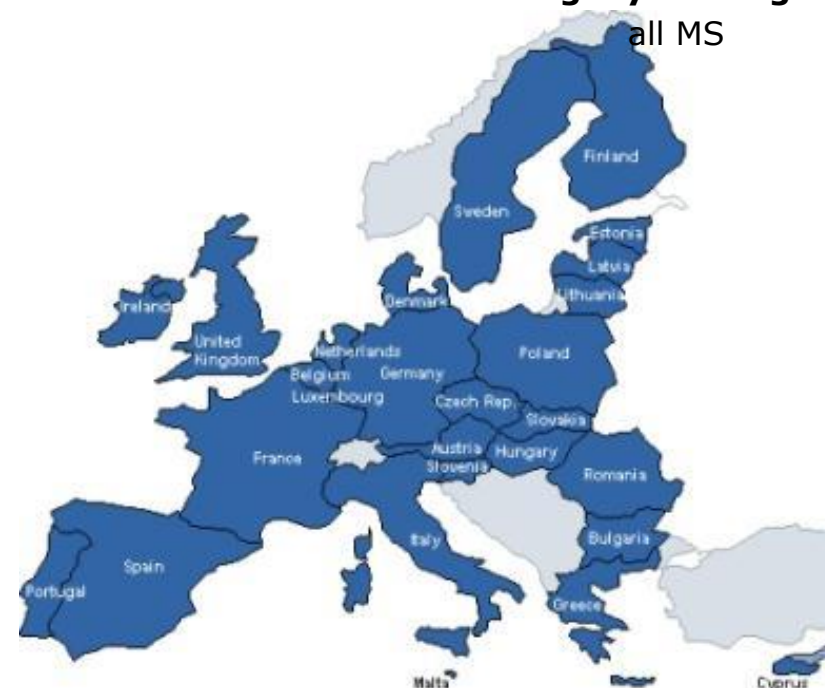 all MS
Finland
Sweden
Estonia
Latvia
Lithuania
Denmark
Ireland
United
Kingdom
Netherlands
Belgium
Germany
Luxembourg
Poland
Czech Rep.
Slovakia
Austria
Hungary
Slovenia
France
Romania
Bulgaria
Italy
Spain
Portugal
Greece
Malta
Cyprus